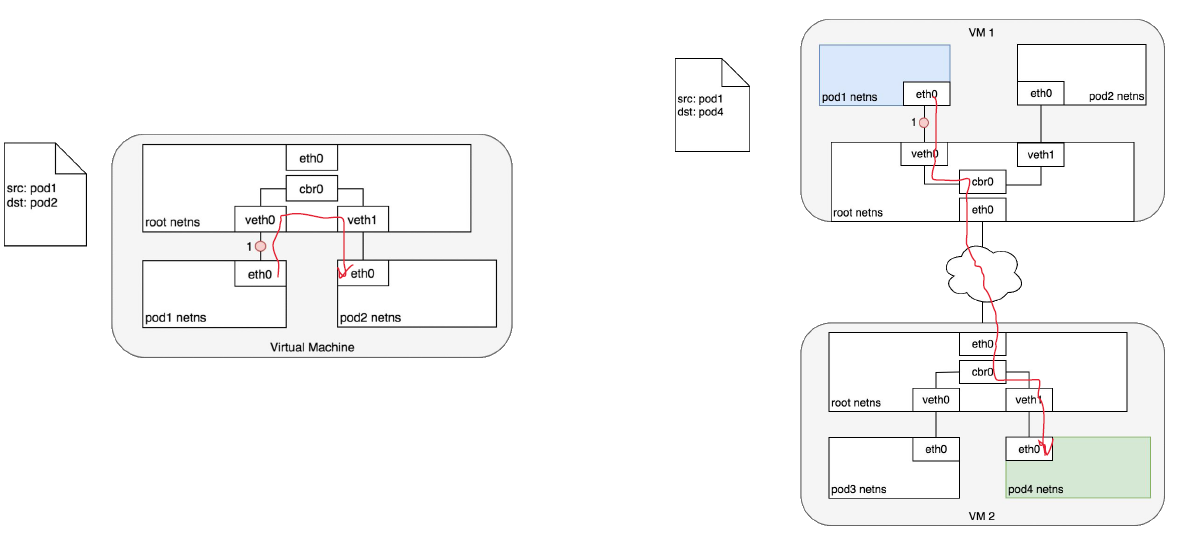 src: pod1
dst: pod2
eth0
cbr0
veth0
veth1
root netns
1
eth0
eth0
pod1 netns
pod2 netns
Virtual Machine
src: pod1
dst: pod4
VM 1
eth0
eth0
pod1 netns
pod2 netns
1
veth0
veth1
cbr0
root netns
eth0
eth0
cbr0
root netns
veth0
veth1
eth0
eth0
pod3 netns
pod4 netns
VM 2